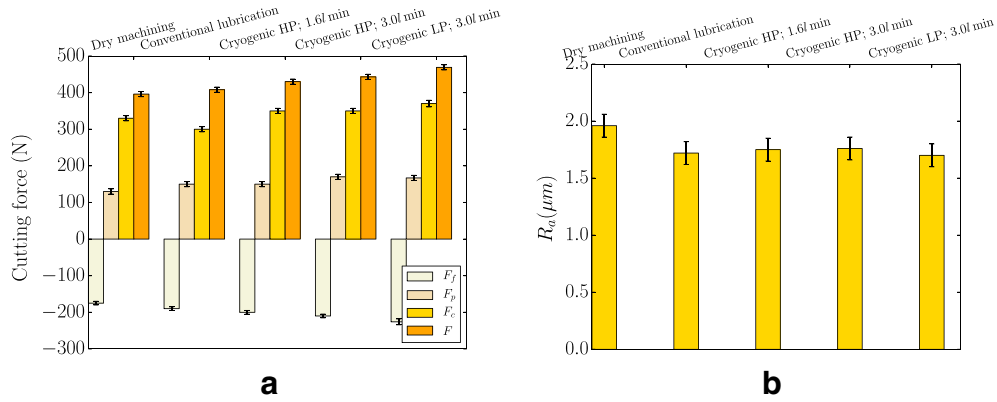 Dry machining
Conventional lubrication
Cryogenic HP; 1.6l min
Cryogenic HP; 3.0l min
Cryogenic LP; 3.0l min
500
400
300
200
100
0
−100
−200
−300
Cutting force (N)
F_f
F_p
F_c
F
a
Dry machining
Conventional lubrication
Cryogenic HP; 1.6l min
Cryogenic HP; 3.0l min
Cryogenic LP; 3.0l min
2.5
2.0
1.5
1.0
0.5
0.0
R_a(μm)
b